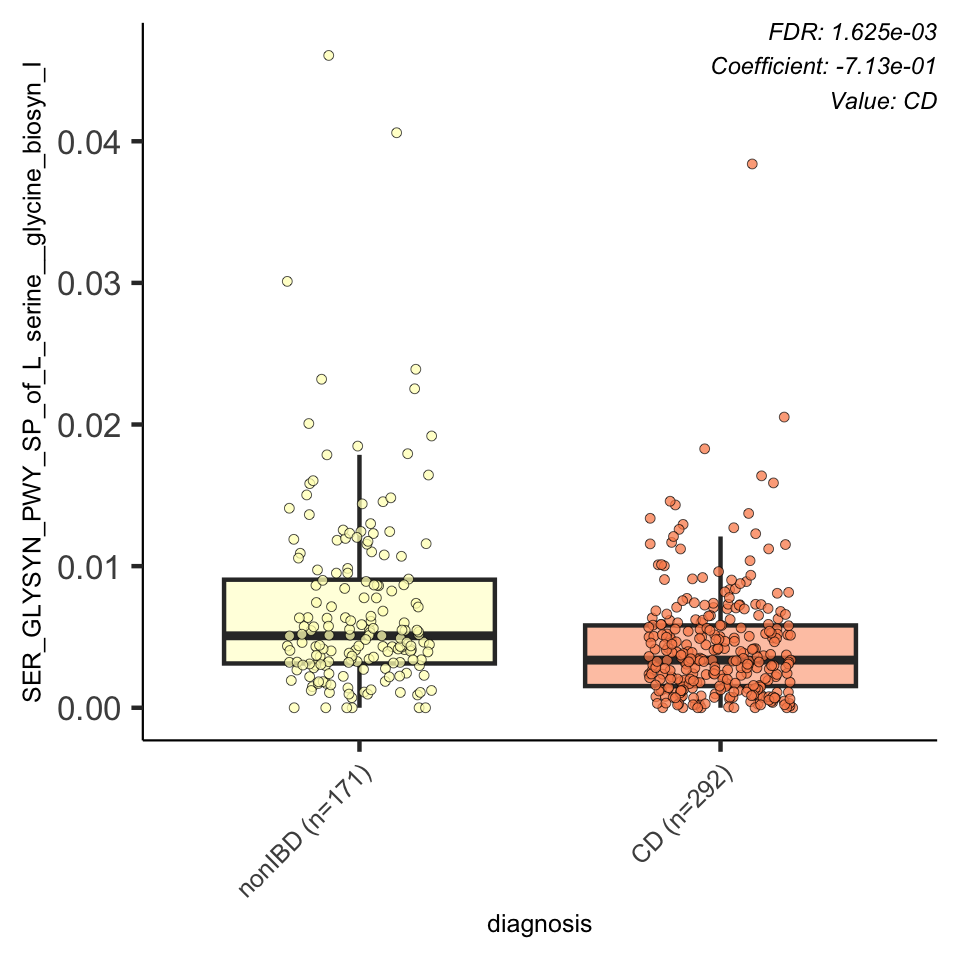 FDR: 1.625e-03
Coefficient: -7.13e-01
Value: CD
SER_GLYSYN_PWY_SP_of_L_serine__glycine_biosyn_I
0.04
0.03
0.02
0.01
0.00
nonIBD (n=171)
CD (n=292)
diagnosis